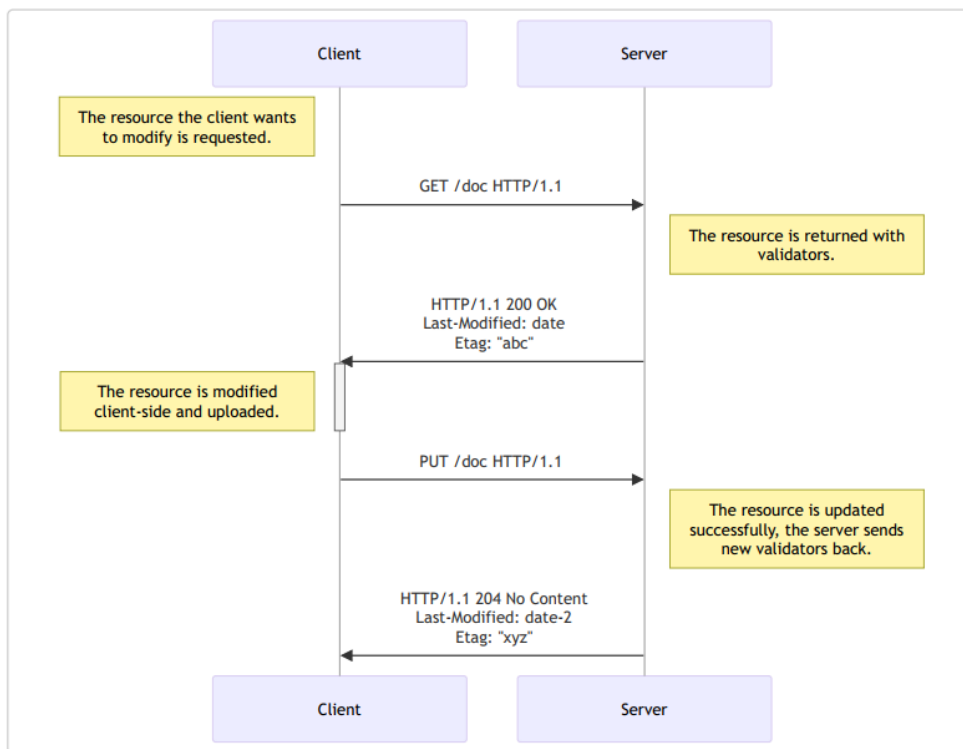 Client
Server
The resource the client wants
to modify is requested.
GET /doc HTTP/1.1
The resource is returned with
validators.
HTTP/1.1 200 OK
Last-Modified: date
Etag: "abc"
The resource is modified
client-side and uploaded.
PUT /doc HTTP/1.1
The resource is updated
successfully, the server sends
new validators back.
HTTP/1.1 204 No Content
Last-Modified: date-2
Etag: "xyz"
Client
Server